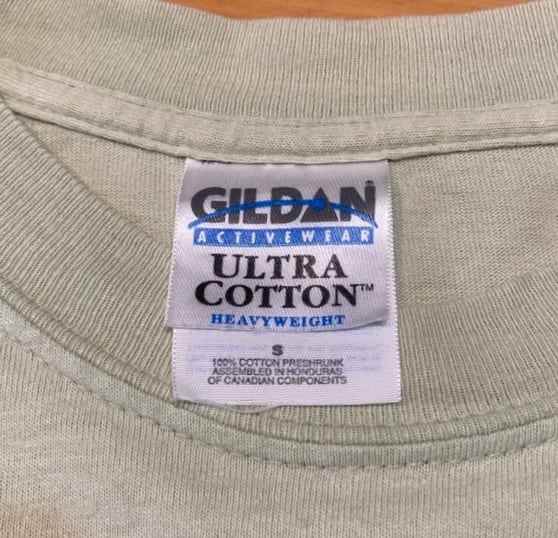 GILDAN
ACTIVEWEAR
ULTRA
COTTON™
HEAVYWEIGHT
S
100% COTTON PRESHRUNK
ASSEMBLED IN HONDURAS
OF CANADIAN COMPONENTS